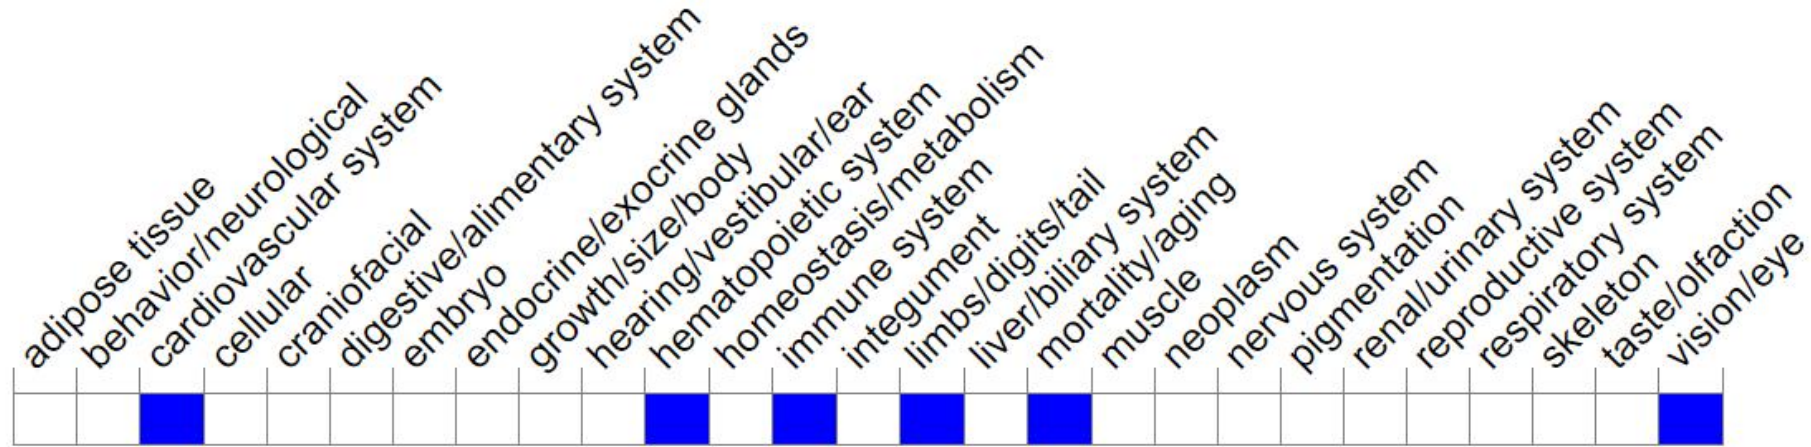 adipose tissue
behavior/neurological
cardiovascular system
cellular
craniofacial
digestive/alimentary system
embryo
endocrine/exocrine glands
growth/size/body
hearing/vestibular/ear
hematopoietic system
homeostasis/metabolism
immune system
integument
limbs/digits/tail
liver/biliary system
mortality/aging
muscle
neoplasm
nervous system
pigmentation
renal/urinary system
reproductive system
respiratory system
skeleton
taste/olfaction
vision/eye